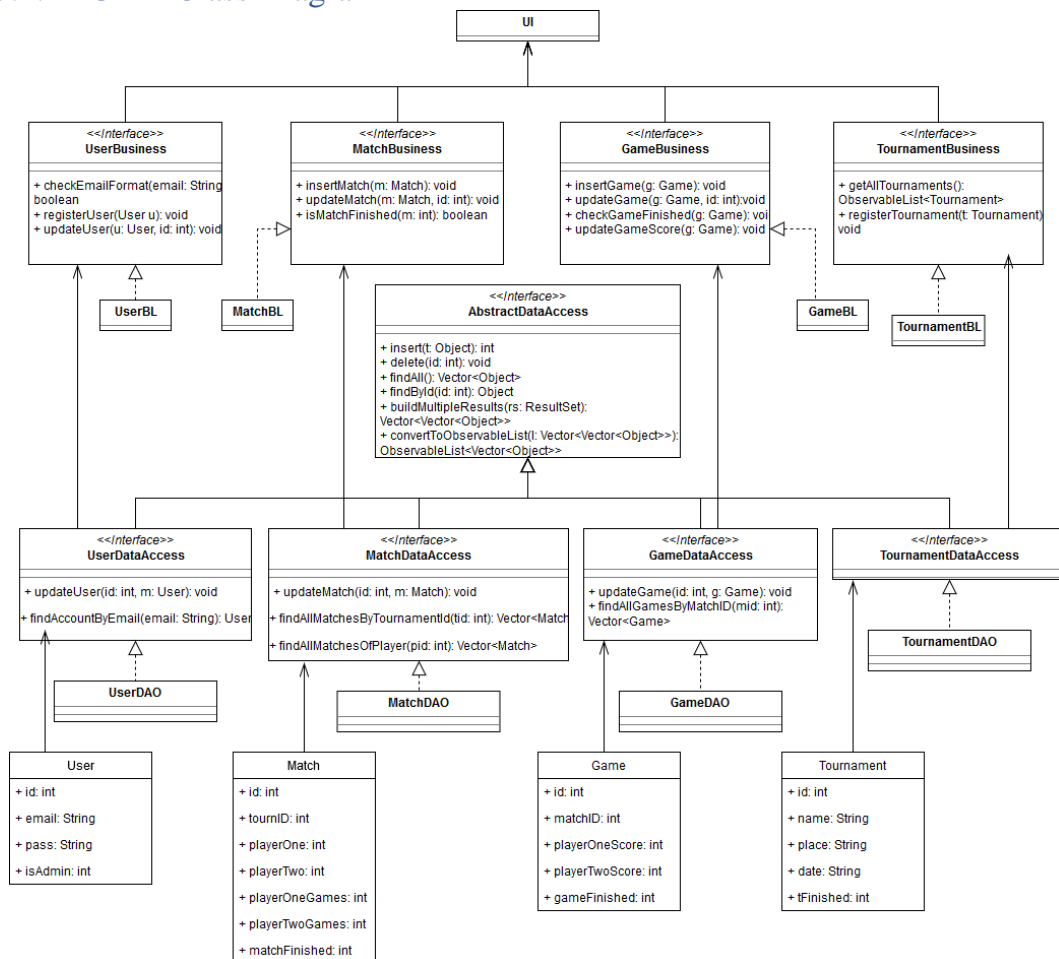 UI
<<Interface>>
UserBusiness
+ checkEmailFormat(email: String
boolean
+ registerUser(User u): void
+ updateUser(u: User, id: int): void
<<Interface>>
MatchBusiness
+ insertMatch(m: Match): void
+ updateMatch(m: Match, id: int): void
+ isMatchFinished(m: int): boolean
<<Interface>>
GameBusiness
+ insertGame(g: Game): void
+ updateGame(g: Game, id: int):void
+ checkGameFinished(g: Game): voi
+ updateGameScore(g: Game): void
<<Interface>>
TournamentBusiness
+ getAllTournaments():
ObservableList<Tournament>
+ registerTournament(t: Tournament)
void
UserBL
MatchBL
GameBL
TournamentBL
<<Interface>>
AbstractDataAccess
+ insert(t: Object): int
+ delete(id: int): void
+ findAll(): Vector<Object>
+ findById(id: int): Object
+ buildMultipleResults(rs: ResultSet):
Vector<Vector<Object>>
+ convertToObservableList(l: Vector<Vector<Object>>):
ObservableList<Vector<Object>>
<<Interface>>
UserDataAccess
+ updateUser(id: int, m: User): void
+ findAccountByEmail(email: String): User
<<Interface>>
MatchDataAccess
+ updateMatch(id: int, m: Match): void
+ findAllMatchesByTournamentId(tid: int): Vector<Match
+ findAllMatchesOfPlayer(pid: int): Vector<Match>
<<Interface>>
GameDataAccess
+ updateGame(id: int, g: Game): void
+ findAllGamesByMatchID(mid: int):
Vector<Game>
<<Interface>>
TournamentDataAccess
UserDAO
MatchDAO
GameDAO
TournamentDAO
User
+ id: int
+ email: String
+ pass: String
+ isAdmin: int
Match
+ id: int
+ tournID: int
+ playerOne: int
+ playerTwo: int
+ playerOneGames: int
+ playerTwoGames: int
+ matchFinished: int
Game
+ id: int
+ matchID: int
+ playerOneScore: int
+ playerTwoScore: int
+ gameFinished: int
Tournament
+ id: int
+ name: String
+ place: String
+ date: String
+ tFinished: int